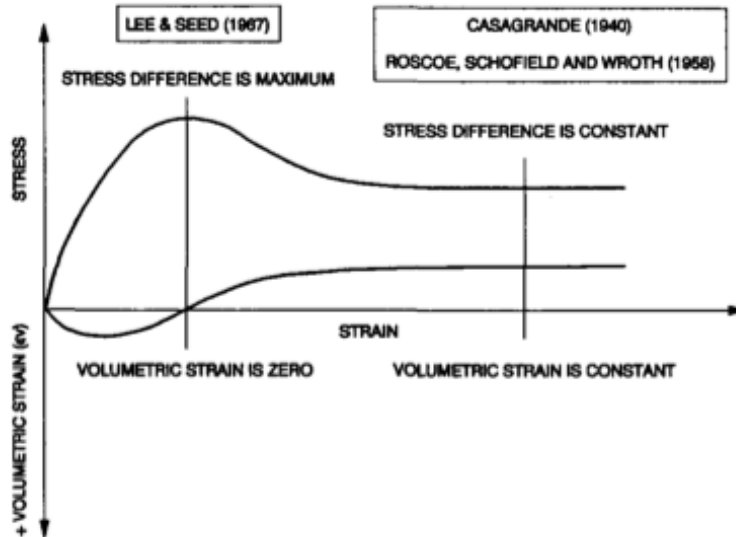 LEE & SEED (1967)
CASAGRANDE (1940)
ROSCOE, SCHOFIELD AND WROTH (1958)
STRESS DIFFERENCE IS MAXIMUM
STRESS DIFFERENCE IS CONSTANT
STRESS
STRAIN
VOLUMETRIC STRAIN IS ZERO
VOLUMETRIC STRAIN IS CONSTANT
+ VOLUMETRIC STRAIN (ev)